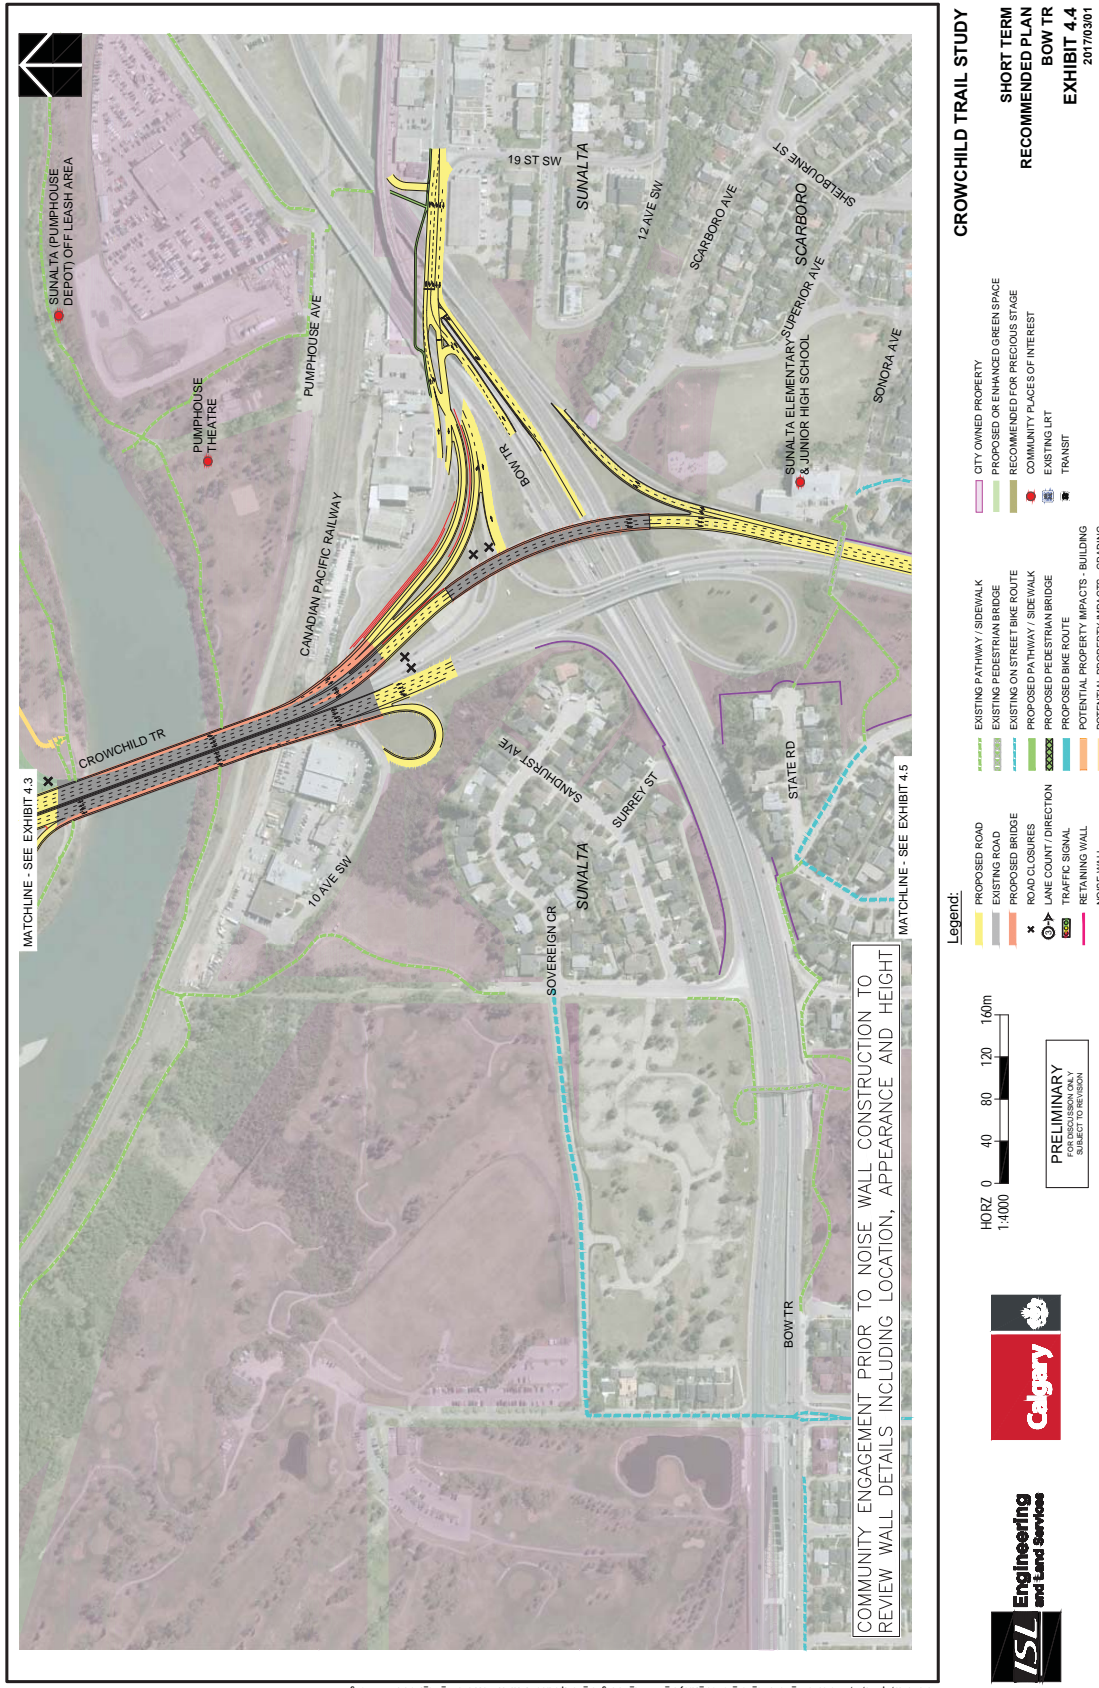 MATCHLINE - SEE EXHIBIT 4.3
CROWCHILD TR
SUNALTA (PUMPHOUSE
DEPOT) OFF LEASH AREA
PUMPHOUSE
THEATRE
PUMPHOUSE AVE
CANADIAN PACIFIC RAILWAY
10 AVE SW
BOW TR
19 ST SW
SUNALTA
12 AVE SW
SCARBORO AVE
SCARBORO
SHELBOURNE ST
SUPERIOR AVE
SUNALTA ELEMENTARY
& JUNIOR HIGH SCHOOL
SONORA AVE
SANDHURST AVE
SURREY ST
SUNALTA
SOVEREIGN CR
STATE RD
BOW TR
MATCHLINE - SEE EXHIBIT 4.5
COMMUNITY ENGAGEMENT PRIOR TO NOISE WALL CONSTRUCTION TO
REVIEW WALL DETAILS INCLUDING LOCATION, APPEARANCE AND HEIGHT
ISL Engineering
and Land Services
Calgary
HORZ
1:4000
0 40 80 120 160m
PRELIMINARY
FOR DISCUSSION ONLY
SUBJECT TO REVISION
Legend:
PROPOSED ROAD
EXISTING ROAD
PROPOSED BRIDGE
ROAD CLOSURES
3 LANE COUNT / DIRECTION
TRAFFIC SIGNAL
RETAINING WALL
NOISE WALL
EXISTING PATHWAY / SIDEWALK
EXISTING PEDESTRIAN BRIDGE
EXISTING ON STREET BIKE ROUTE
PROPOSED PATHWAY / SIDEWALK
PROPOSED PEDESTRIAN BRIDGE
PROPOSED BIKE ROUTE
POTENTIAL PROPERTY IMPACTS - BUILDING
POTENTIAL PROPERTY IMPACTS - GRADING
CITY OWNED PROPERTY
PROPOSED OR ENHANCED GREEN SPACE
RECOMMENDED FOR PRECIOUS STAGE
COMMUNITY PLACES OF INTEREST
EXISTING LRT
TRANSIT
CROWCHILD TRAIL STUDY
SHORT TERM
RECOMMENDED PLAN
BOW TR
EXHIBIT 4.4
2017/03/01